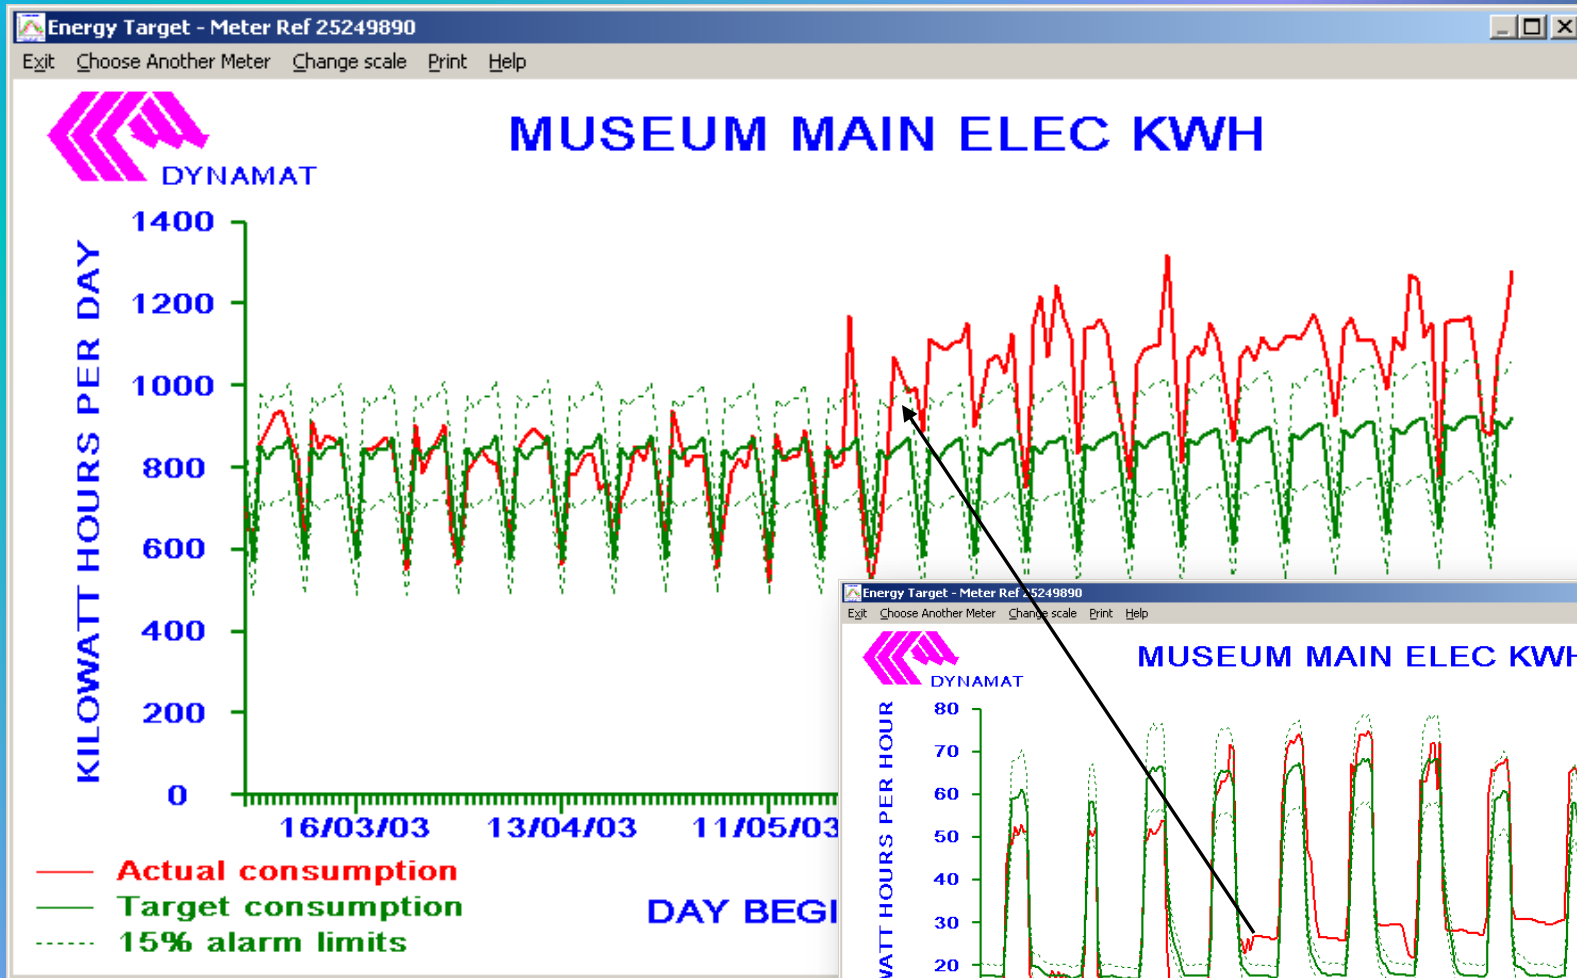 Energy Target - Meter Ref 25249890
Exit Choose Another Meter Change scale Print Help
DYNAMAT
MUSEUM MAIN ELEC KWH
KILOWATT HOURS PER DAY
1400
1200
1000
800
600
400
200
0
16/03/03 13/04/03 11/05/03
Actual consumption
Target consumption
15% alarm limits
DAY BEGI
Energy Target - Meter Ref 25249890
Exit Choose Another Meter Change scale Print Help
DYNAMAT
MUSEUM MAIN ELEC KWH
WATT HOURS PER HOUR
80
70
60
50
40
30
20